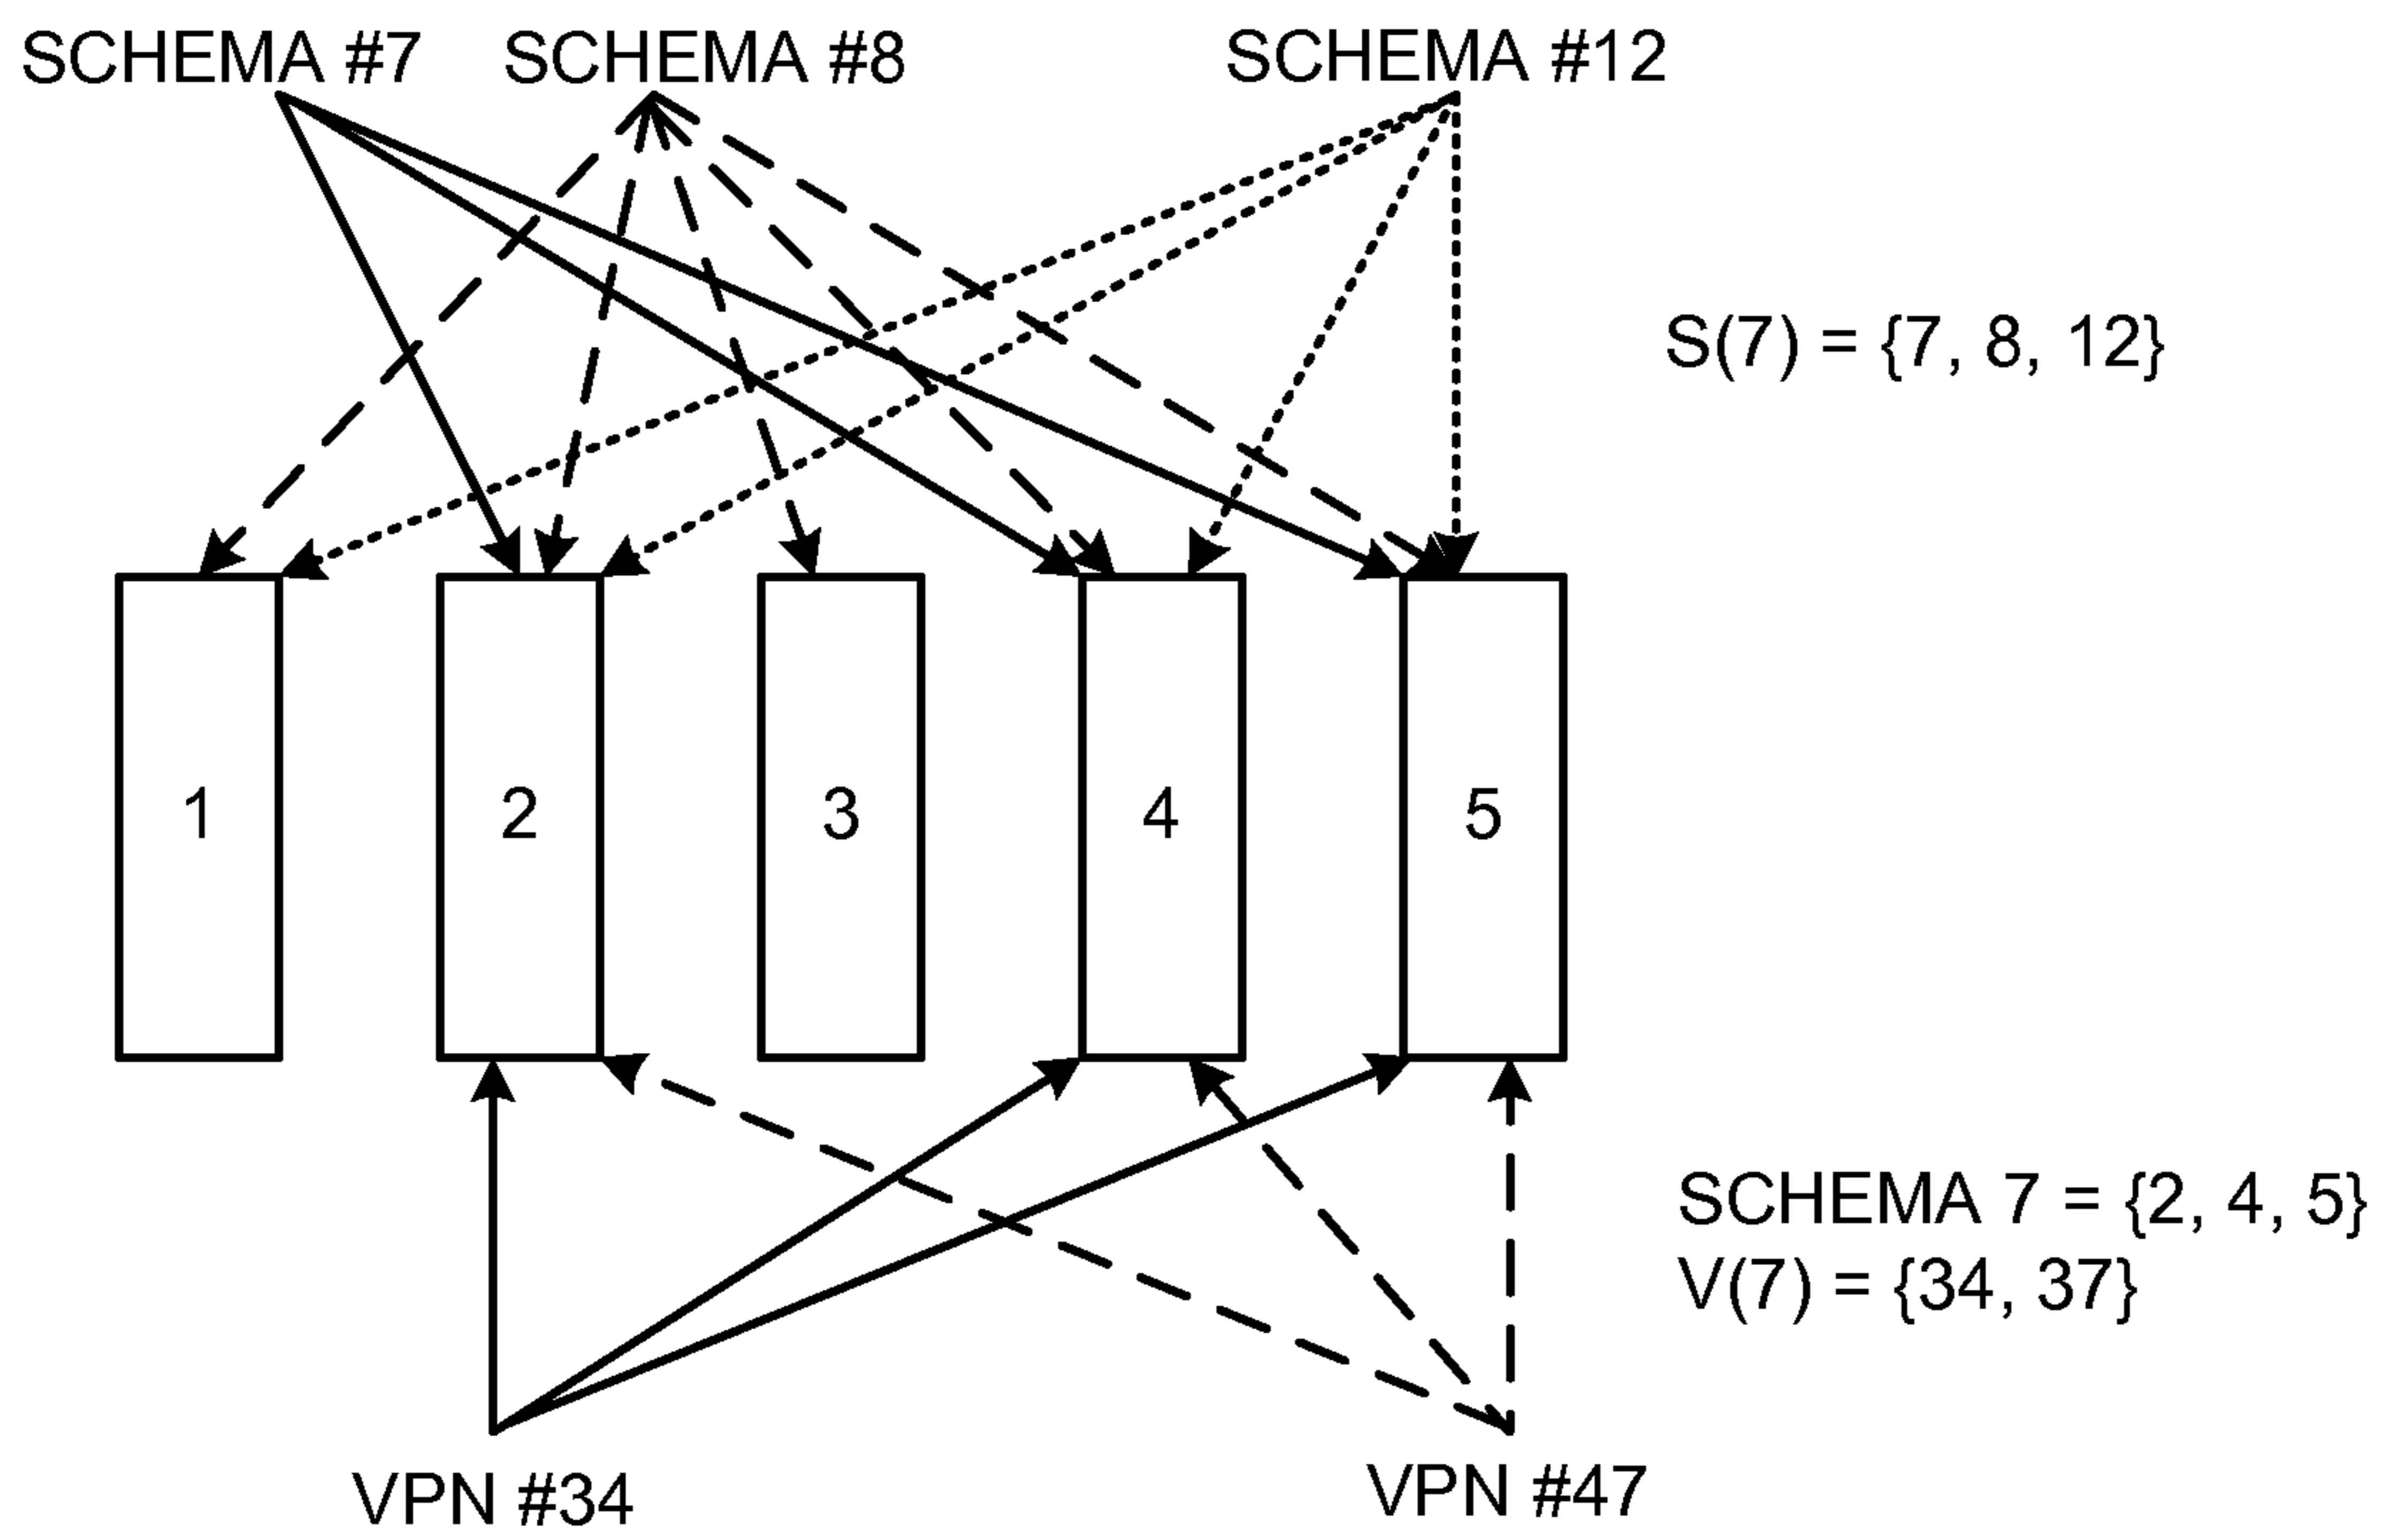 SCHEMA #7
SCHEMA #8
SCHEMA #12
S(7) = {7, 8, 12}
1
2
3
4
5
SCHEMA 7 = {2, 4, 5}
V(7) = {34, 37}
VPN #34
VPN #47